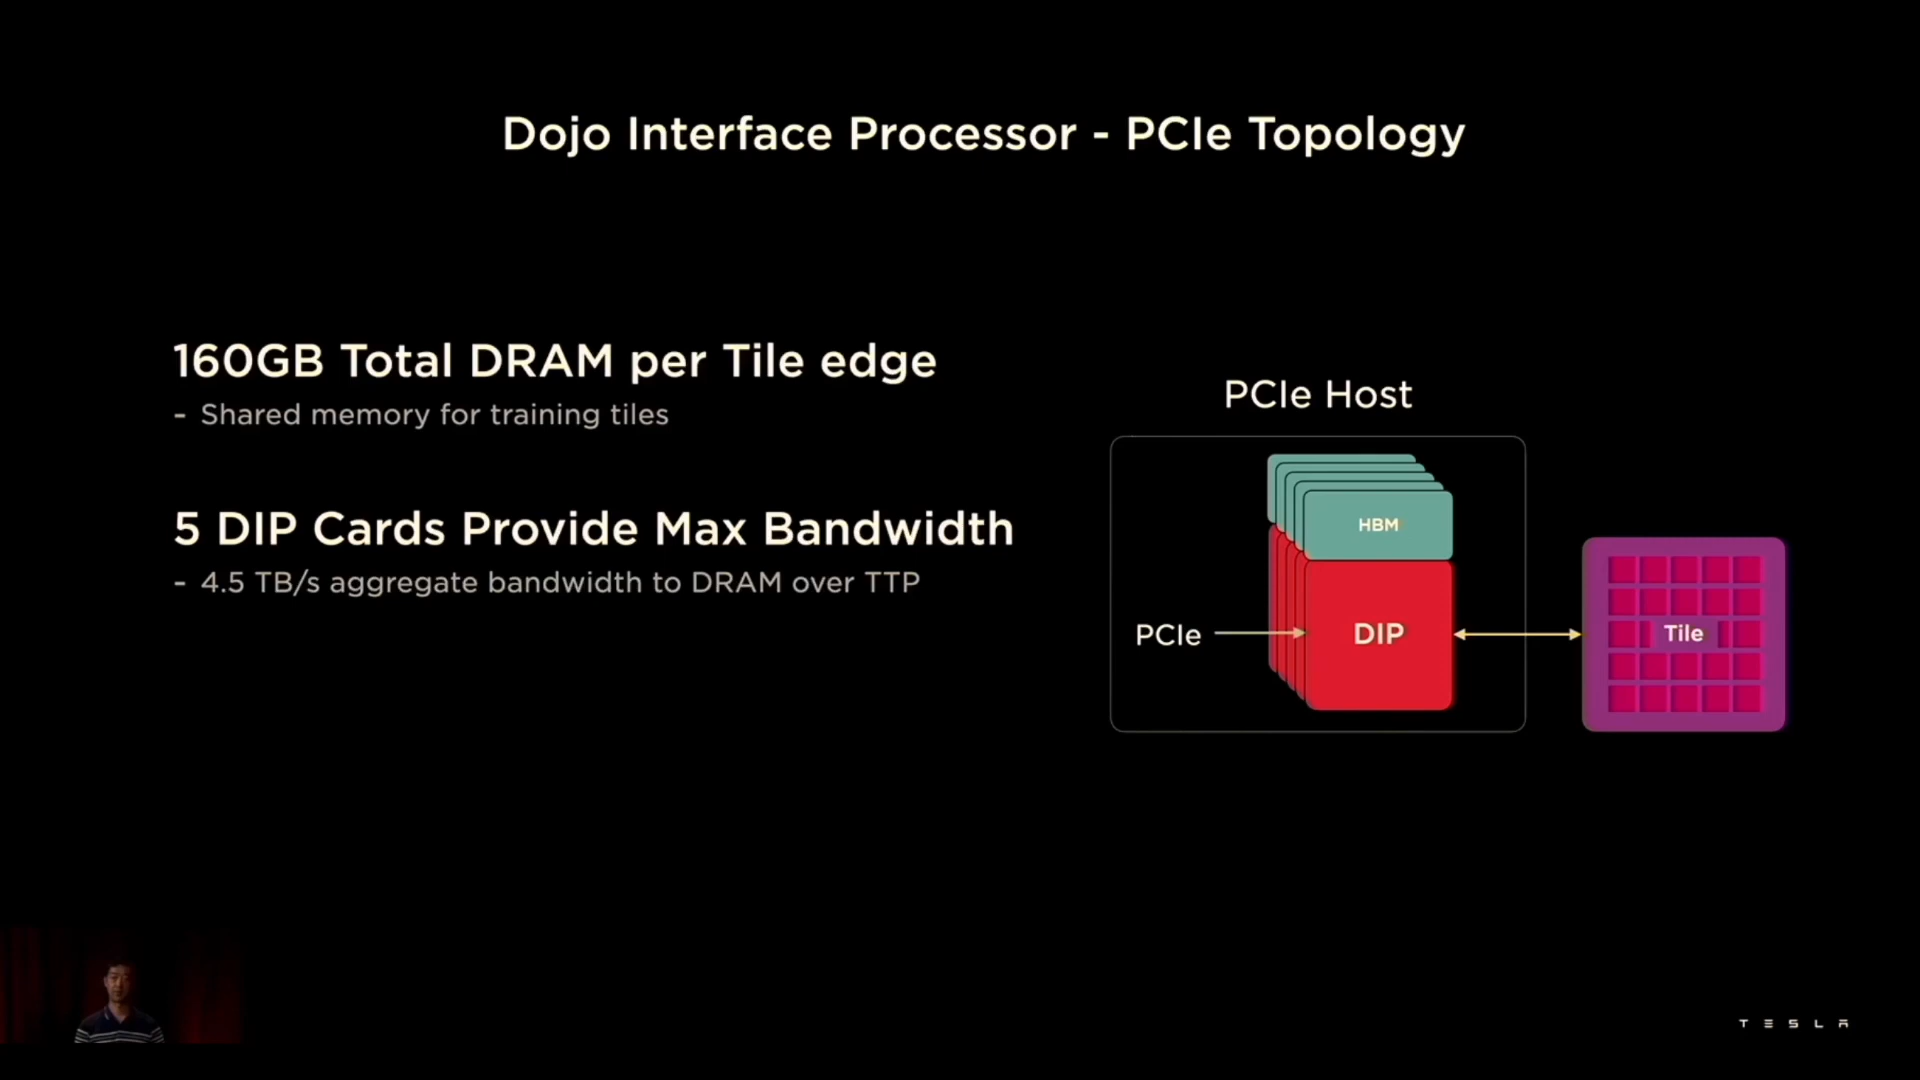 Dojo Interface Processor - PCIe Topology
160GB Total DRAM per Tile edge
- Shared memory for training tiles
5 DIP Cards Provide Max Bandwidth
- 4.5 TB/s aggregate bandwidth to DRAM over TTP
PCIe Host
HBM
PCIe
DIP
Tile
TESLA